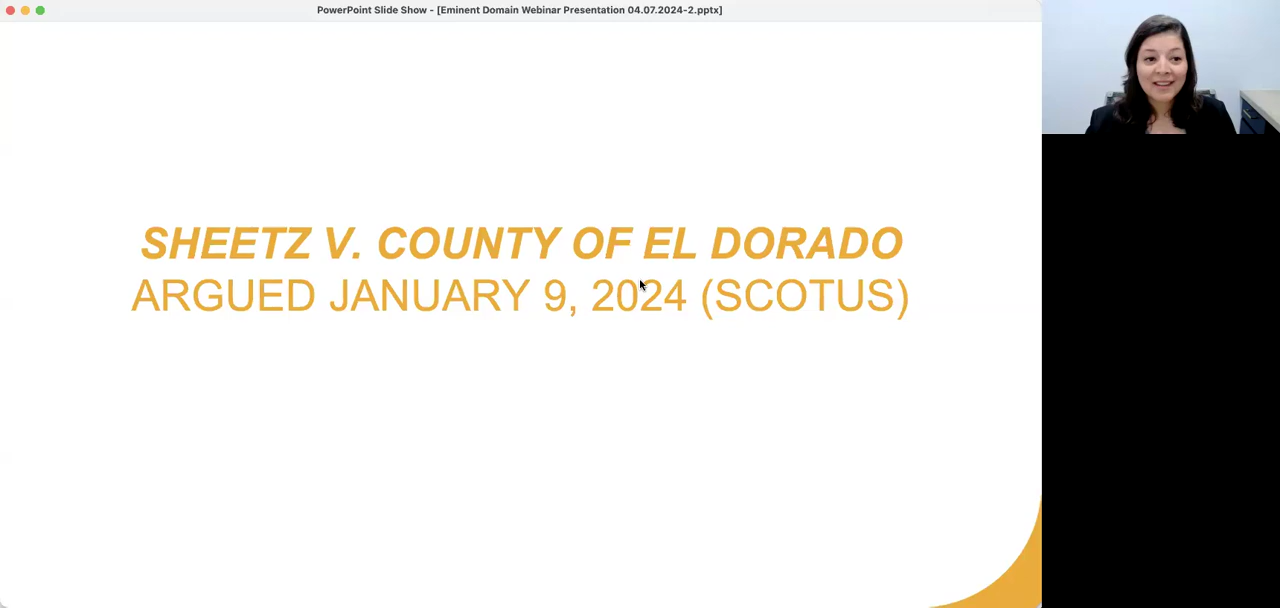 PowerPoint Slide Show - [Eminent Domain Webinar Presentation 04.07.2024-2.pptx]
SHEETZ V. COUNTY OF EL DORADO
ARGUED JANUARY 9, 2024 (SCOTUS)